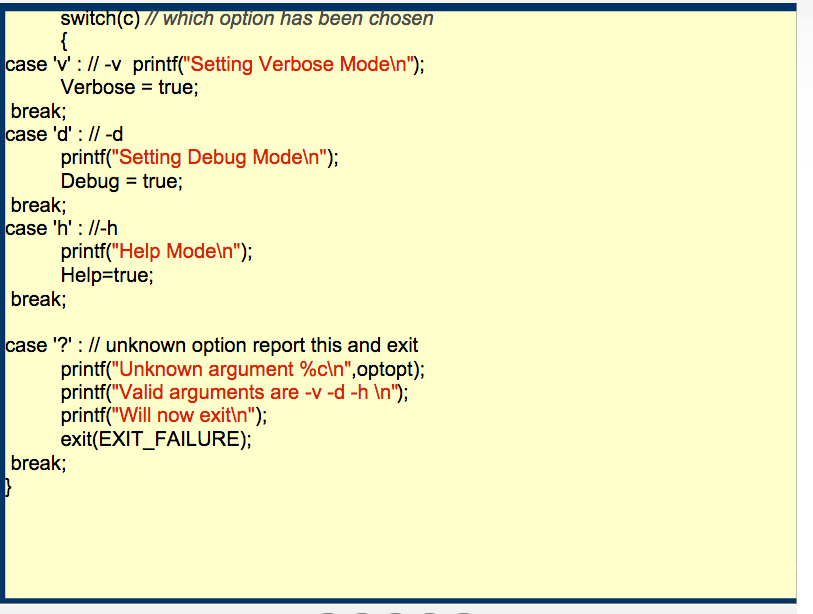 switch(c) // which option has been chosen
{
case 'v' : // -v  printf("Setting Verbose Mode\n");
Verbose = true;
break;
case 'd' : // -d
printf("Setting Debug Mode\n");
Debug = true;
break;
case 'h' : //-h
printf("Help Mode\n");
Help=true;
break;
case '?' : // unknown option report this and exit
printf("Unknown argument %c\n",optopt);
printf("Valid arguments are -v -d -h \n");
printf("Will now exit\n");
exit(EXIT_FAILURE);
break;
}